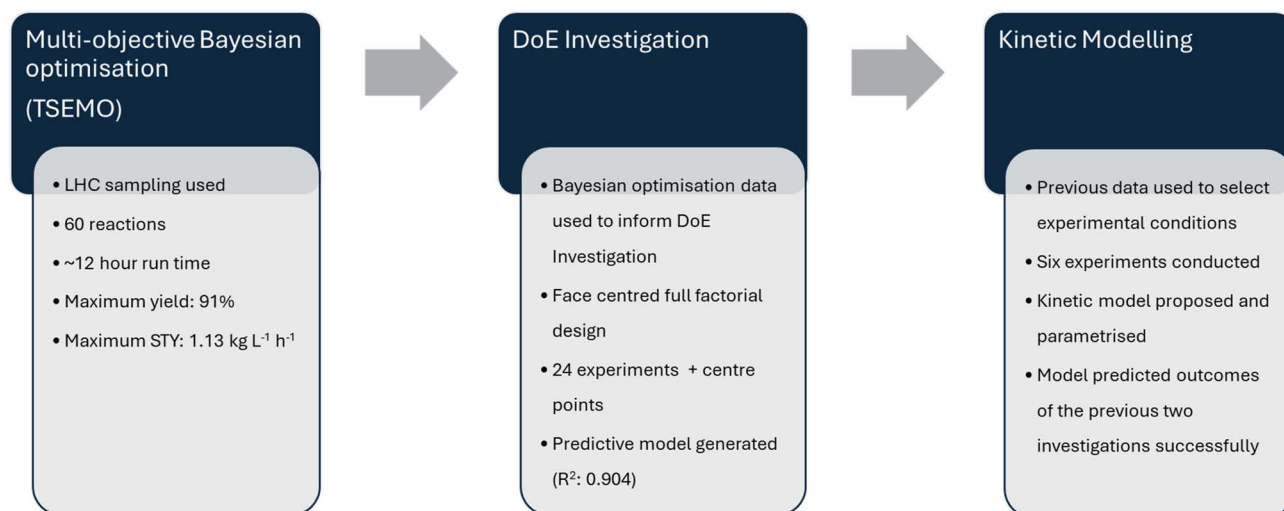 Multi-objective Bayesian
optimisation
(TSEMO)
• LHC sampling used
• 60 reactions
• ~12 hour run time
• Maximum yield: 91%
• Maximum STY: 1.13 kg L⁻¹ h⁻¹
DoE Investigation
• Bayesian optimisation data
used to inform DoE
Investigation
• Face centred full factorial
design
• 24 experiments + centre
points
• Predictive model generated
(R²: 0.904)
Kinetic Modelling
• Previous data used to select
experimental conditions
• Six experiments conducted
• Kinetic model proposed and
parametrised
• Model predicted outcomes
of the previous two
investigations successfully